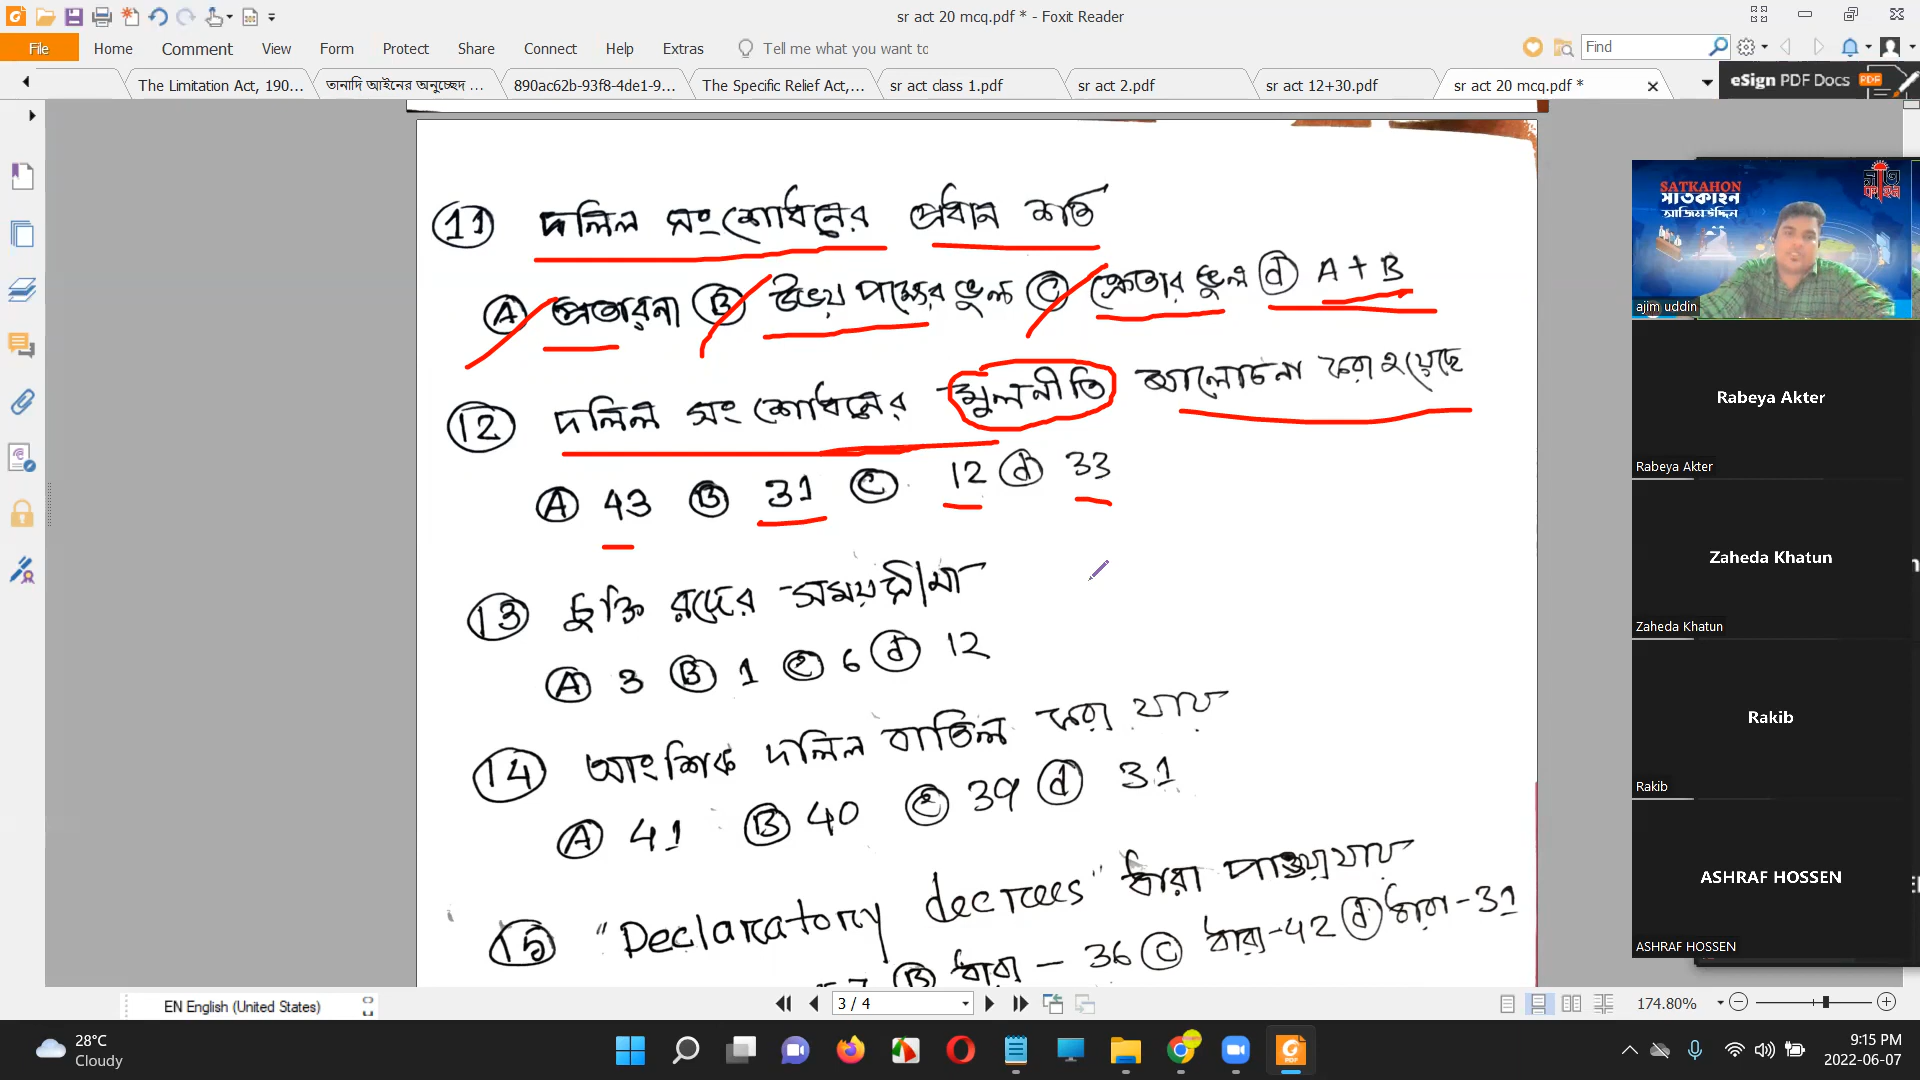 sr act 20 mcq.pdf * - Foxit Reader
File Home Comment View Form Protect Share Connect Help Extras Tell me what you want to Find
The Limitation Act, 190... তানাদি আইনের অনুচ্ছেদ ... 890ac62b-93f8-4de1-9... The Specific Relief Act,... sr act class 1.pdf sr act 2.pdf sr act 12+30.pdf sr act 20 mcq.pdf * eSign PDF Docs
11 দলিল সংশোধনের প্রধান শর্ত
A প্রতারনা B উভয় পক্ষের ভুল C ক্রেতার ভুল d A + B
12 দলিল সংশোধনের মুলনীতি আলোচনা করা হয়েছে
A 43 B 31 C 12 d 33
13 চুক্তি রদের সময়সীমা
A 3 B 1 C 6 d 12
14 আংশিক দলিল বাতিল করা যায়
A 41 B 40 C 39 d 31
15 "Declaratory decrees" দ্বারা পাওয়া যায়
B ধারা - 36 C ধারা-42 d ধারা-31
SATKAHON
সাতকাহন
আজিম উদ্দিন
ajim uddin
Rabeya Akter
Rabeya Akter
Zaheda Khatun
Zaheda Khatun
Rakib
Rakib
ASHRAF HOSSEN
ASHRAF HOSSEN
EN English (United States) 3 / 4 174.80%
28°C
Cloudy
9:15 PM
2022-06-07